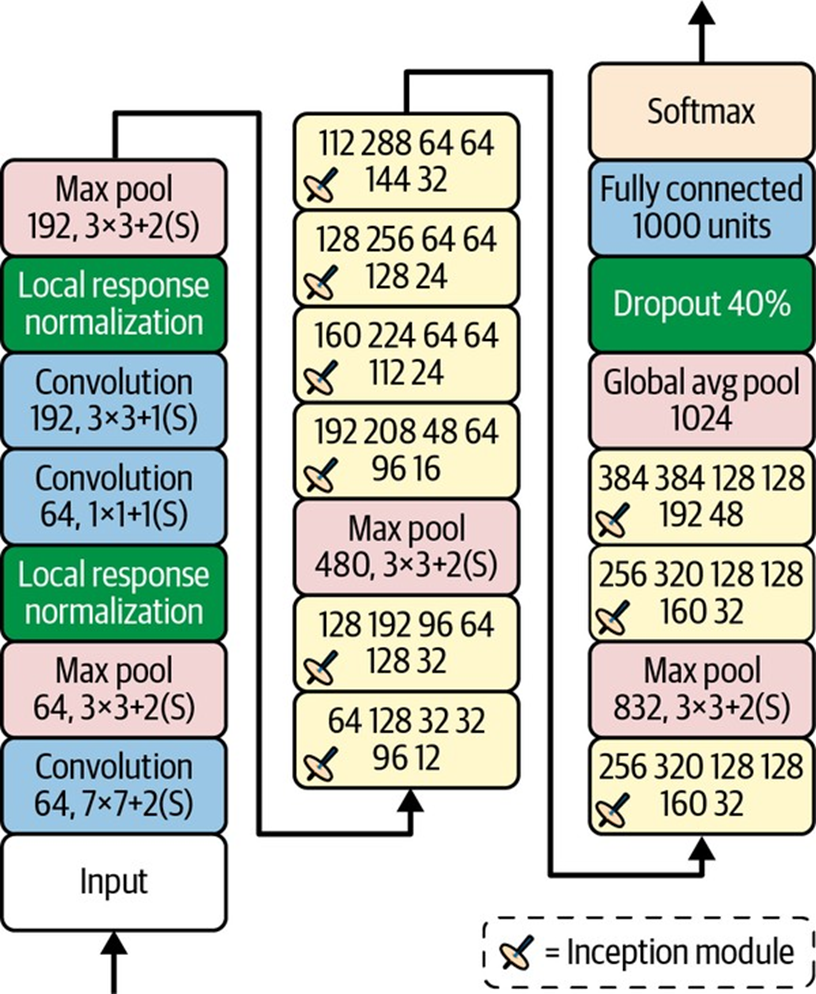 Max pool
192, 3×3+2(S)
Local response
normalization
Convolution
192, 3×3+1(S)
Convolution
64, 1×1+1(S)
Local response
normalization
Max pool
64, 3×3+2(S)
Convolution
64, 7×7+2(S)
Input
112 288 64 64
144 32
128 256 64 64
128 24
160 224 64 64
112 24
192 208 48 64
96 16
Max pool
480, 3×3+2(S)
128 192 96 64
128 32
64 128 32 32
96 12
Softmax
Fully connected
1000 units
Dropout 40%
Global avg pool
1024
384 384 128 128
192 48
256 320 128 128
160 32
Max pool
832, 3×3+2(S)
256 320 128 128
160 32
= Inception module